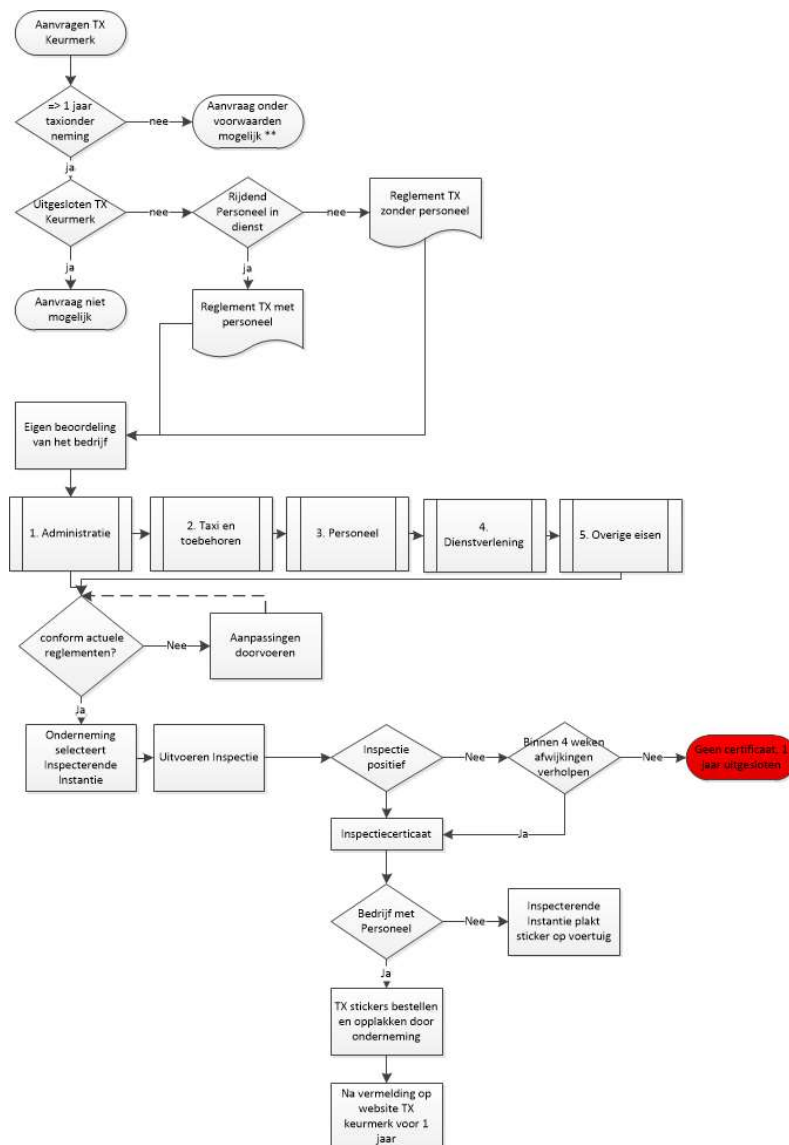 Aanvragen TX
Keurmerk
=> 1 jaar
taxionder
neming
nee
Aanvraag onder
voorwaarden
mogelijk **
ja
Uitgesloten TX
Keurmerk
nee
Rijdend
Personeel in
dienst
nee
Reglement TX
zonder personeel
ja
Aanvraag niet
mogelijk
ja
Reglement TX met
personeel
Eigen beoordeling
van het bedrijf
1. Administratie
2. Taxi en
toebehoren
3. Personeel
4.
Dienstverlening
5. Overige eisen
conform actuele
reglementen?
Nee
Aanpassingen
doorvoeren
Ja
Onderneming
selecteert
Inspecterende
Instantie
Uitvoeren Inspectie
Inspectie
positief
Nee
Binnen 4 weken
afwijkingen
verholpen
Nee
Geen certificaat, 1
jaar uitgesloten
Inspectiecerticaat
Ja
Bedrijf met
Personeel
Nee
Inspecterende
Instantie plakt
sticker op voertuig
Ja
TX stickers bestellen
en opplakken door
onderneming
Na vermelding op
website TX
keurmerk voor 1
jaar